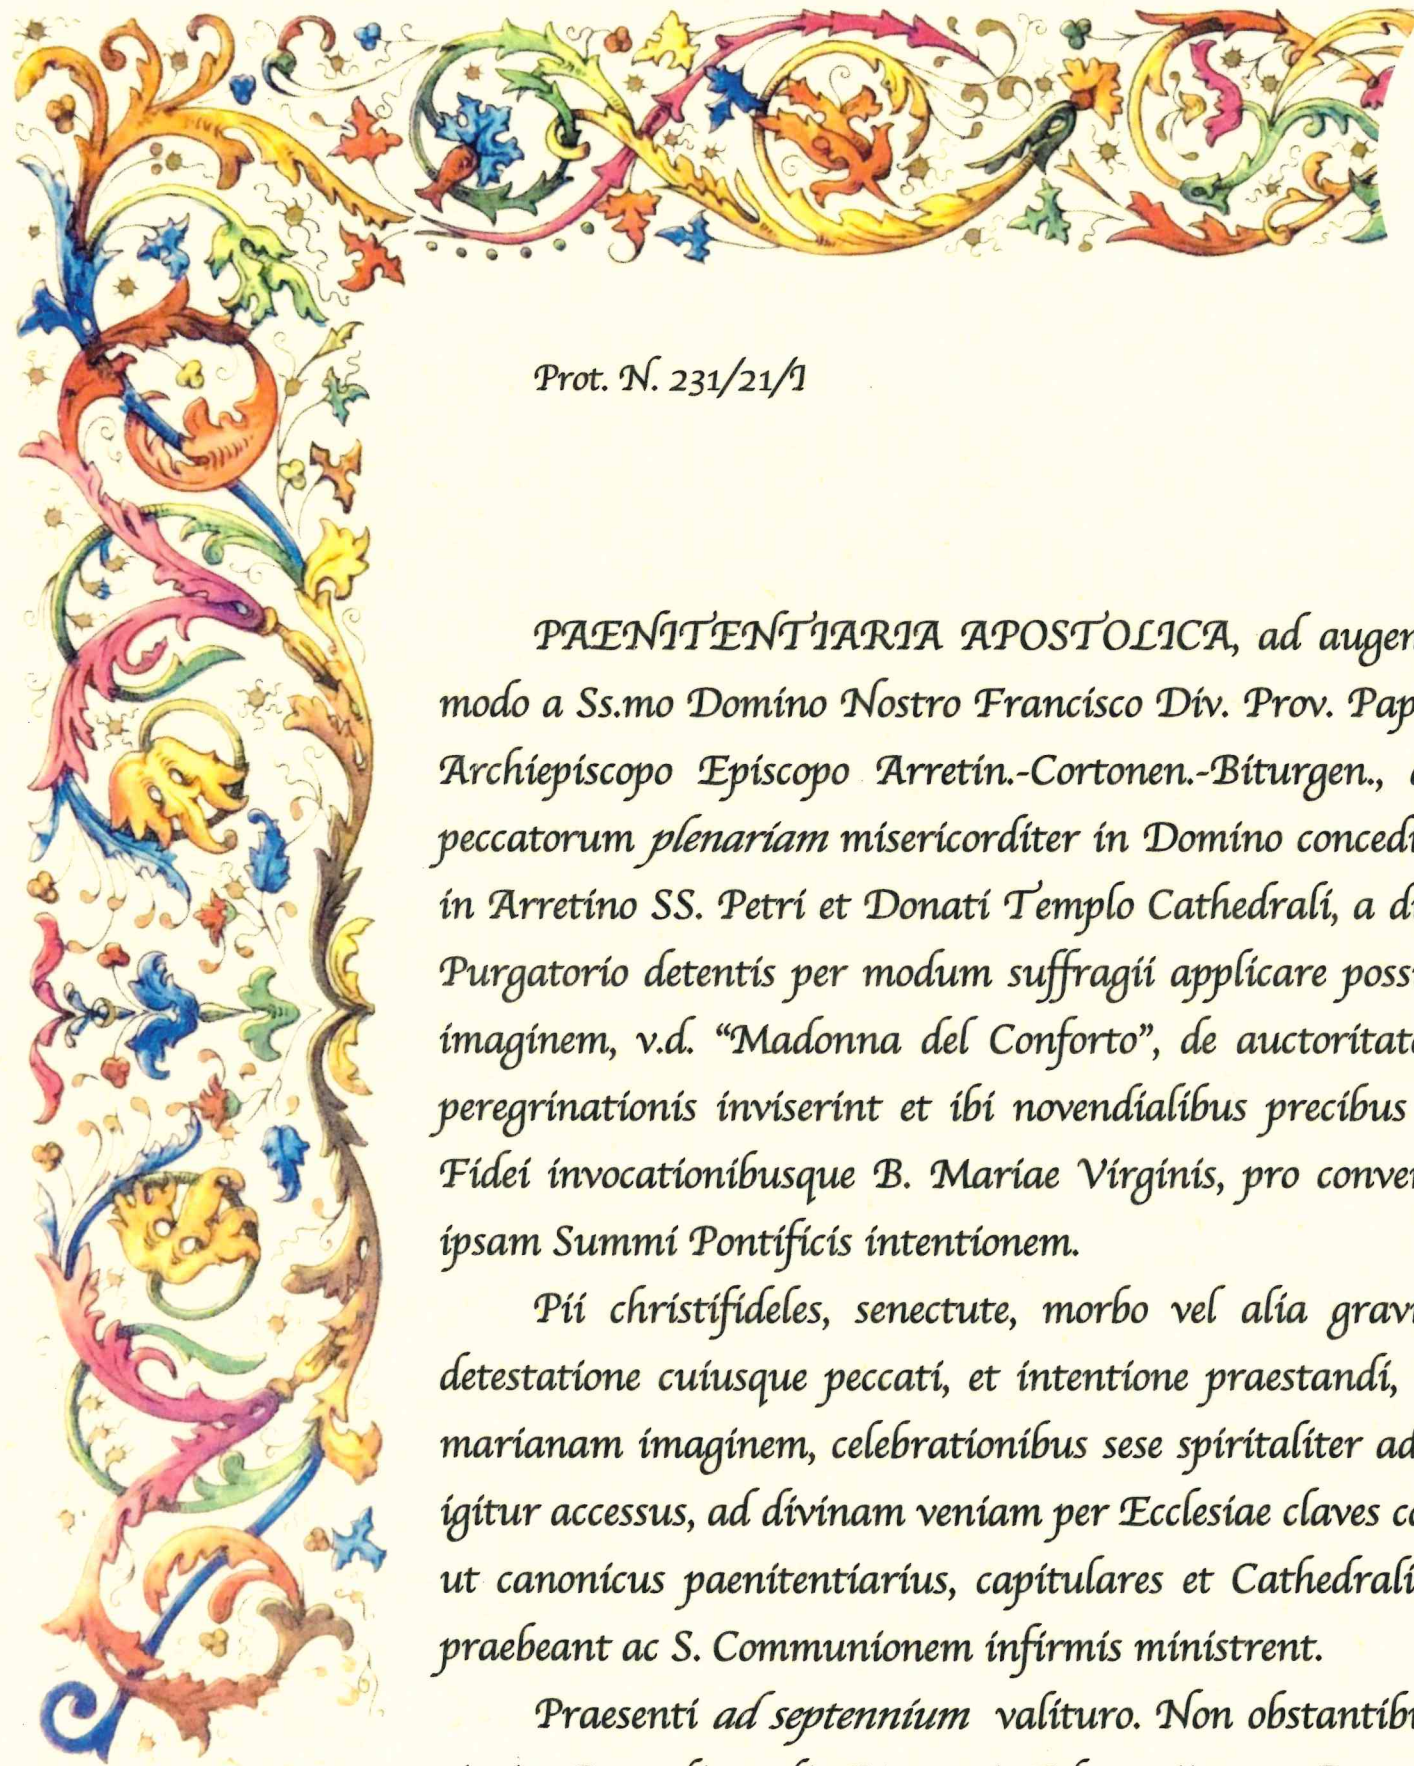 Prot. N. 231/21/I
PAENITENTIARIA APOSTOLICA, ad auger
modo a Ss.mo Domino Nostro Francisco Div. Prov. Pap
Archiepiscopo Episcopo Arretin.-Cortonen.-Biturgen.,
peccatorum plenariam misericorditer in Domino concedi
in Arretino SS. Petri et Donati Templo Cathedrali, a d
Purgatorio detentis per modum suffragii applicare poss
imaginem, v.d. “Madonna del Conforto”, de auctoritat
peregrinationis inviserint et ibi novendialibus precibus
Fidei invocationibusque B. Mariae Virginis, pro conver
ipsam Summi Pontificis intentionem.
Pii christifideles, senectute, morbo vel alia grav
detestatione cuiusque peccati, et intentione praestandi,
marianam imaginem, celebrationibus sese spiritaliter ad
igitur accessus, ad divinam veniam per Ecclesiae claves co
ut canonicus paenitentiarius, capitulares et Cathedrali
praebeant ac S. Communionem infirmis ministrent.
Praesenti ad septennium valituro. Non obstantibu